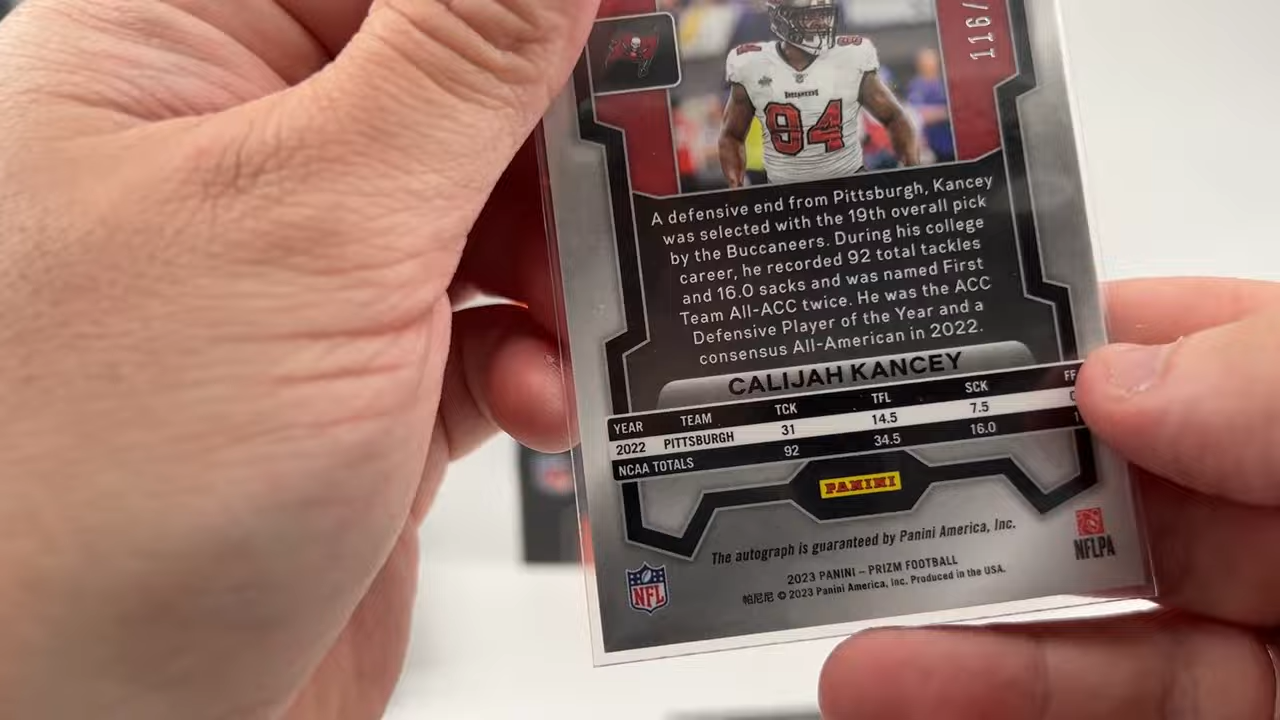 116/
BUCCANEERS
94
A defensive end from Pittsburgh, Kancey
was selected with the 19th overall pick
by the Buccaneers. During his college
career, he recorded 92 total tackles
and 16.0 sacks and was named First
Team All-ACC twice. He was the ACC
Defensive Player of the Year and a
consensus All-American in 2022.
CALIJAH KANCEY
YEAR TEAM TCK TFL SCK FF
2022 PITTSBURGH 31 14.5 7.5
NCAA TOTALS 92 34.5 16.0
PANINI
The autograph is guaranteed by Panini America, Inc.
2023 PANINI – PRIZM FOOTBALL
帕尼尼 © 2023 Panini America, Inc. Produced in the USA.
NFL
NFLPA